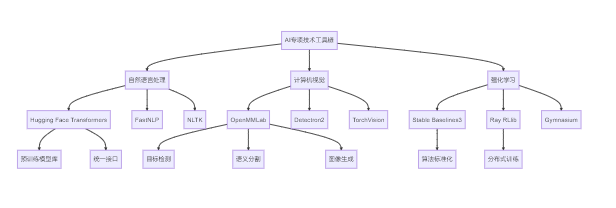 AI专项技术工具链
自然语言处理
计算机视觉
强化学习
Hugging Face Transformers
FastNLP
NLTK
OpenMMLab
Detectron2
TorchVision
Stable Baselines3
Ray RLlib
Gymnasium
预训练模型库
统一接口
目标检测
语义分割
图像生成
算法标准化
分布式训练